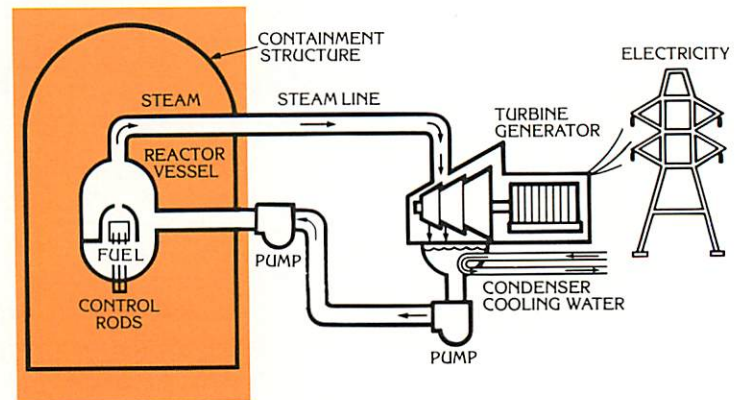 CONTAINMENT
STRUCTURE
ELECTRICITY
STEAM
STEAM LINE
TURBINE
GENERATOR
REACTOR
VESSEL
FUEL
PUMP
CONDENSER
COOLING WATER
CONTROL
RODS
PUMP